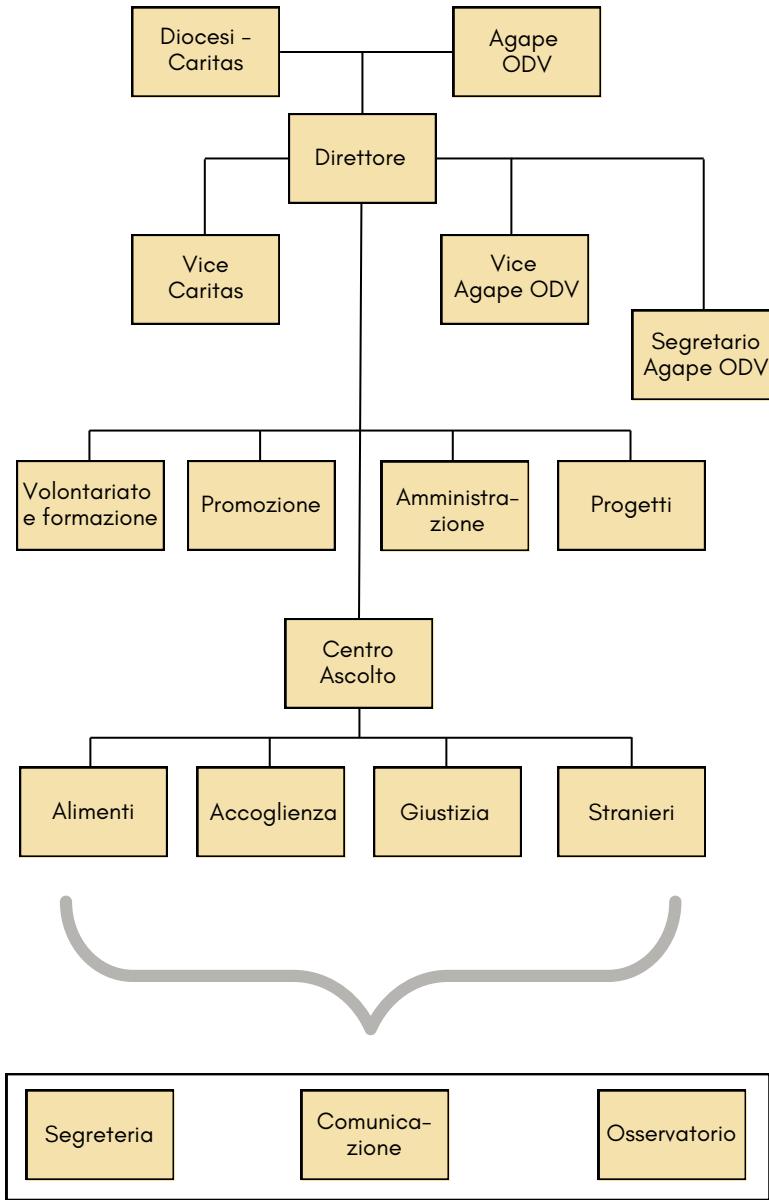 Diocesi -
Caritas
Agape
ODV
Direttore
Vice
Caritas
Vice
Agape ODV
Segretario
Agape ODV
Volontariato
e formazione
Promozione
Amministra-
zione
Progetti
Centro
Ascolto
Alimenti
Accoglienza
Giustizia
Stranieri
Segreteria
Comunica-
zione
Osservatorio